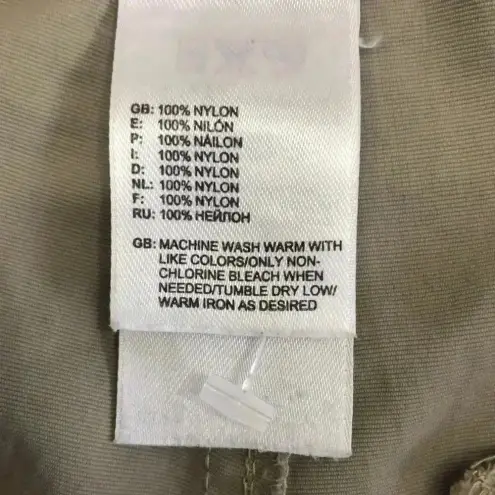 GB: 100% NYLON
E: 100% NILÓN
P: 100% NÁILON
I: 100% NYLON
D: 100% NYLON
NL: 100% NYLON
F: 100% NYLON
RU: 100% НЕЙЛОН
GB: MACHINE WASH WARM WITH
LIKE COLORS/ONLY NON-
CHLORINE BLEACH WHEN
NEEDED/TUMBLE DRY LOW/
WARM IRON AS DESIRED